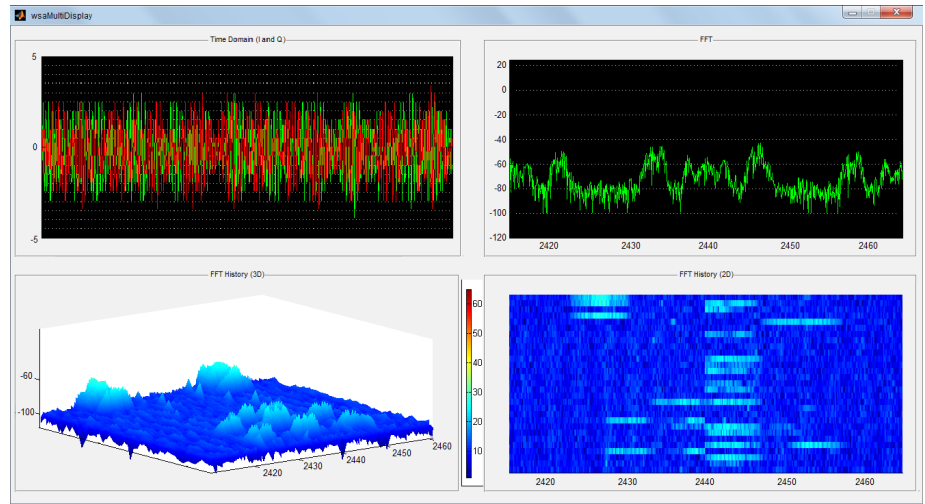 wsaMultiDisplay
Time Domain (I and Q)
5
0
-5
FFT
20
0
-20
-40
-60
-80
-100
-120
2420 2430 2440 2450 2460
FFT History (3D)
-60
-100
2420 2430 2440 2450 2460
60
50
40
30
20
10
FFT History (2D)
2420 2430 2440 2450 2460